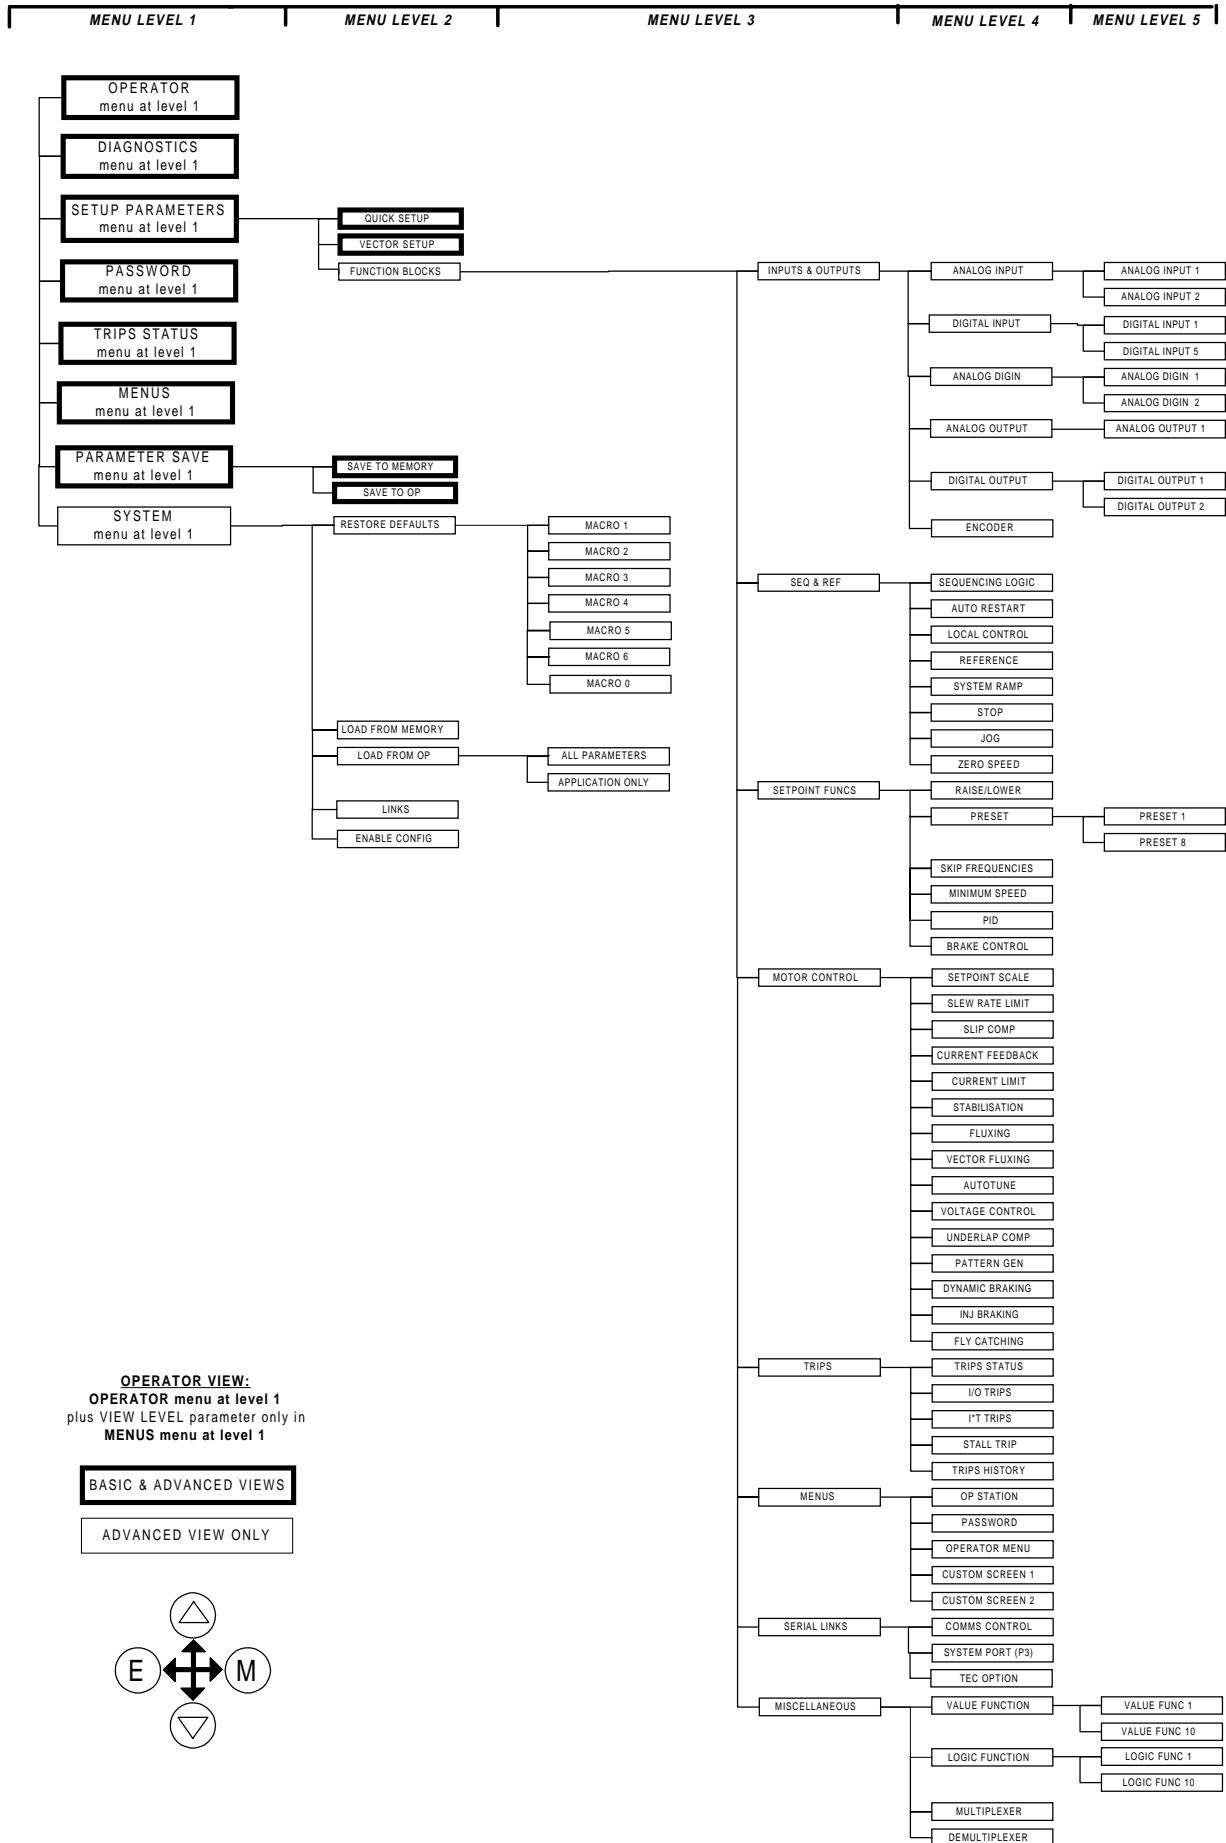 MENU LEVEL 1
MENU LEVEL 2
MENU LEVEL 3
MENU LEVEL 4
MENU LEVEL 5
OPERATOR
menu at level 1
DIAGNOSTICS
menu at level 1
SETUP PARAMETERS
menu at level 1
PASSWORD
menu at level 1
TRIPS STATUS
menu at level 1
MENUS
menu at level 1
PARAMETER SAVE
menu at level 1
SYSTEM
menu at level 1
QUICK SETUP
VECTOR SETUP
FUNCTION BLOCKS
SAVE TO MEMORY
SAVE TO OP
RESTORE DEFAULTS
LOAD FROM MEMORY
LOAD FROM OP
LINKS
ENABLE CONFIG
MACRO 1
MACRO 2
MACRO 3
MACRO 4
MACRO 5
MACRO 6
MACRO 0
ALL PARAMETERS
APPLICATION ONLY
INPUTS & OUTPUTS
ANALOG INPUT
ANALOG INPUT 1
ANALOG INPUT 2
DIGITAL INPUT
DIGITAL INPUT 1
DIGITAL INPUT 5
ANALOG DIGIN
ANALOG DIGIN 1
ANALOG DIGIN 2
ANALOG OUTPUT
ANALOG OUTPUT 1
DIGITAL OUTPUT
DIGITAL OUTPUT 1
DIGITAL OUTPUT 2
ENCODER
SEQ & REF
SEQUENCING LOGIC
AUTO RESTART
LOCAL CONTROL
REFERENCE
SYSTEM RAMP
STOP
JOG
ZERO SPEED
SETPOINT FUNCS
RAISE/LOWER
PRESET
PRESET 1
PRESET 8
SKIP FREQUENCIES
MINIMUM SPEED
PID
BRAKE CONTROL
MOTOR CONTROL
SETPOINT SCALE
SLEW RATE LIMIT
SLIP COMP
CURRENT FEEDBACK
CURRENT LIMIT
STABILISATION
FLUXING
VECTOR FLUXING
AUTOTUNE
VOLTAGE CONTROL
UNDERLAP COMP
PATTERN GEN
DYNAMIC BRAKING
INJ BRAKING
FLY CATCHING
TRIPS
TRIPS STATUS
I/O TRIPS
I*T TRIPS
STALL TRIP
TRIPS HISTORY
MENUS
OP STATION
PASSWORD
OPERATOR MENU
CUSTOM SCREEN 1
CUSTOM SCREEN 2
SERIAL LINKS
COMMS CONTROL
SYSTEM PORT (P3)
TEC OPTION
MISCELLANEOUS
VALUE FUNCTION
VALUE FUNC 1
VALUE FUNC 10
LOGIC FUNCTION
LOGIC FUNC 1
LOGIC FUNC 10
MULTIPLEXER
DEMULTIPLEXER
OPERATOR VIEW:
OPERATOR menu at level 1
plus VIEW LEVEL parameter only in
MENUS menu at level 1
BASIC & ADVANCED VIEWS
ADVANCED VIEW ONLY
E
M